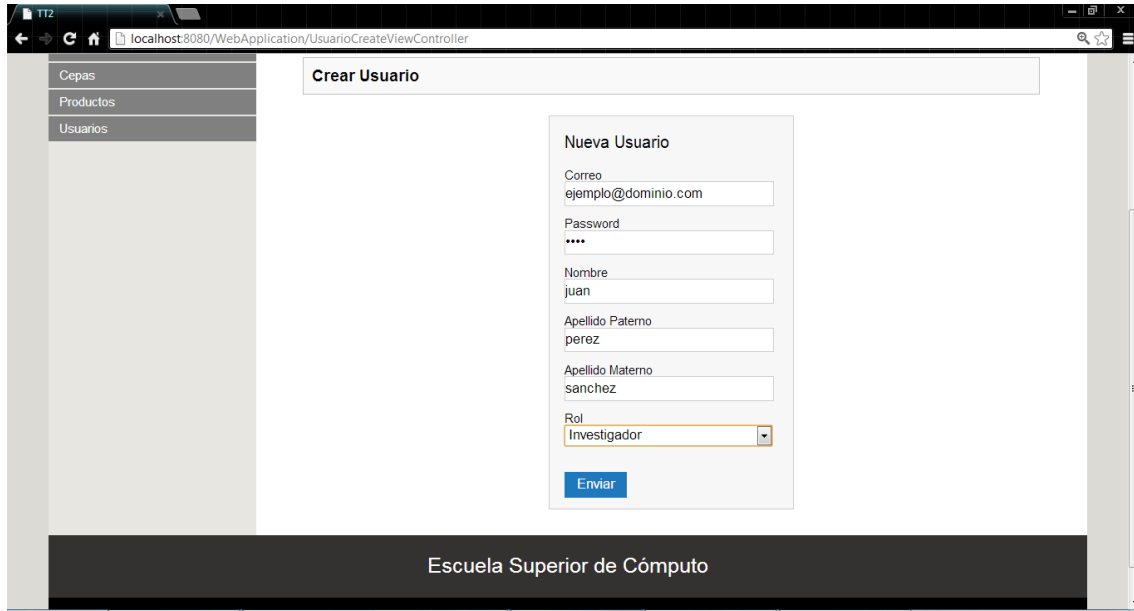 TT2
localhost:8080/WebApplication/UsuarioCreateViewController
Cepas
Productos
Usuarios
Crear Usuario
Nueva Usuario
Correo
ejemplo@dominio.com
Password
••••
Nombre
juan
Apellido Paterno
perez
Apellido Materno
sanchez
Rol
Investigador
Enviar
Escuela Superior de Cómputo